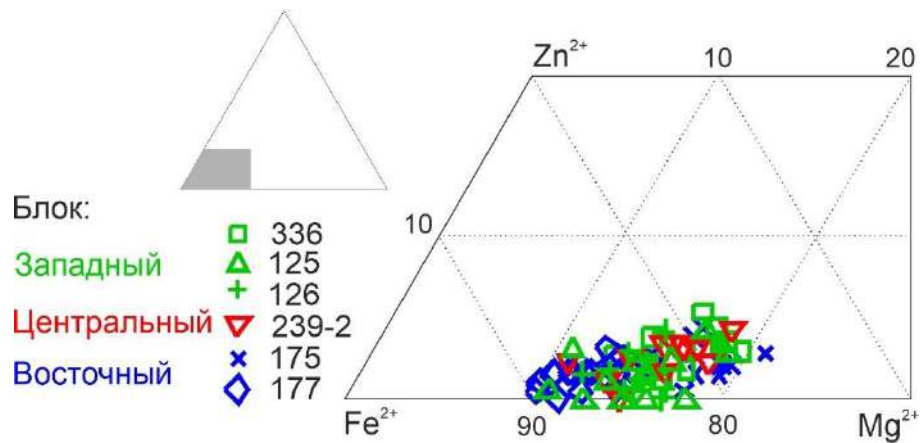 Zn²⁺ 10 20
Блок:
336
10
Западный 125
126
Центральный 239-2
175
Восточный 177
Fe²⁺ 90 80 Mg²⁺